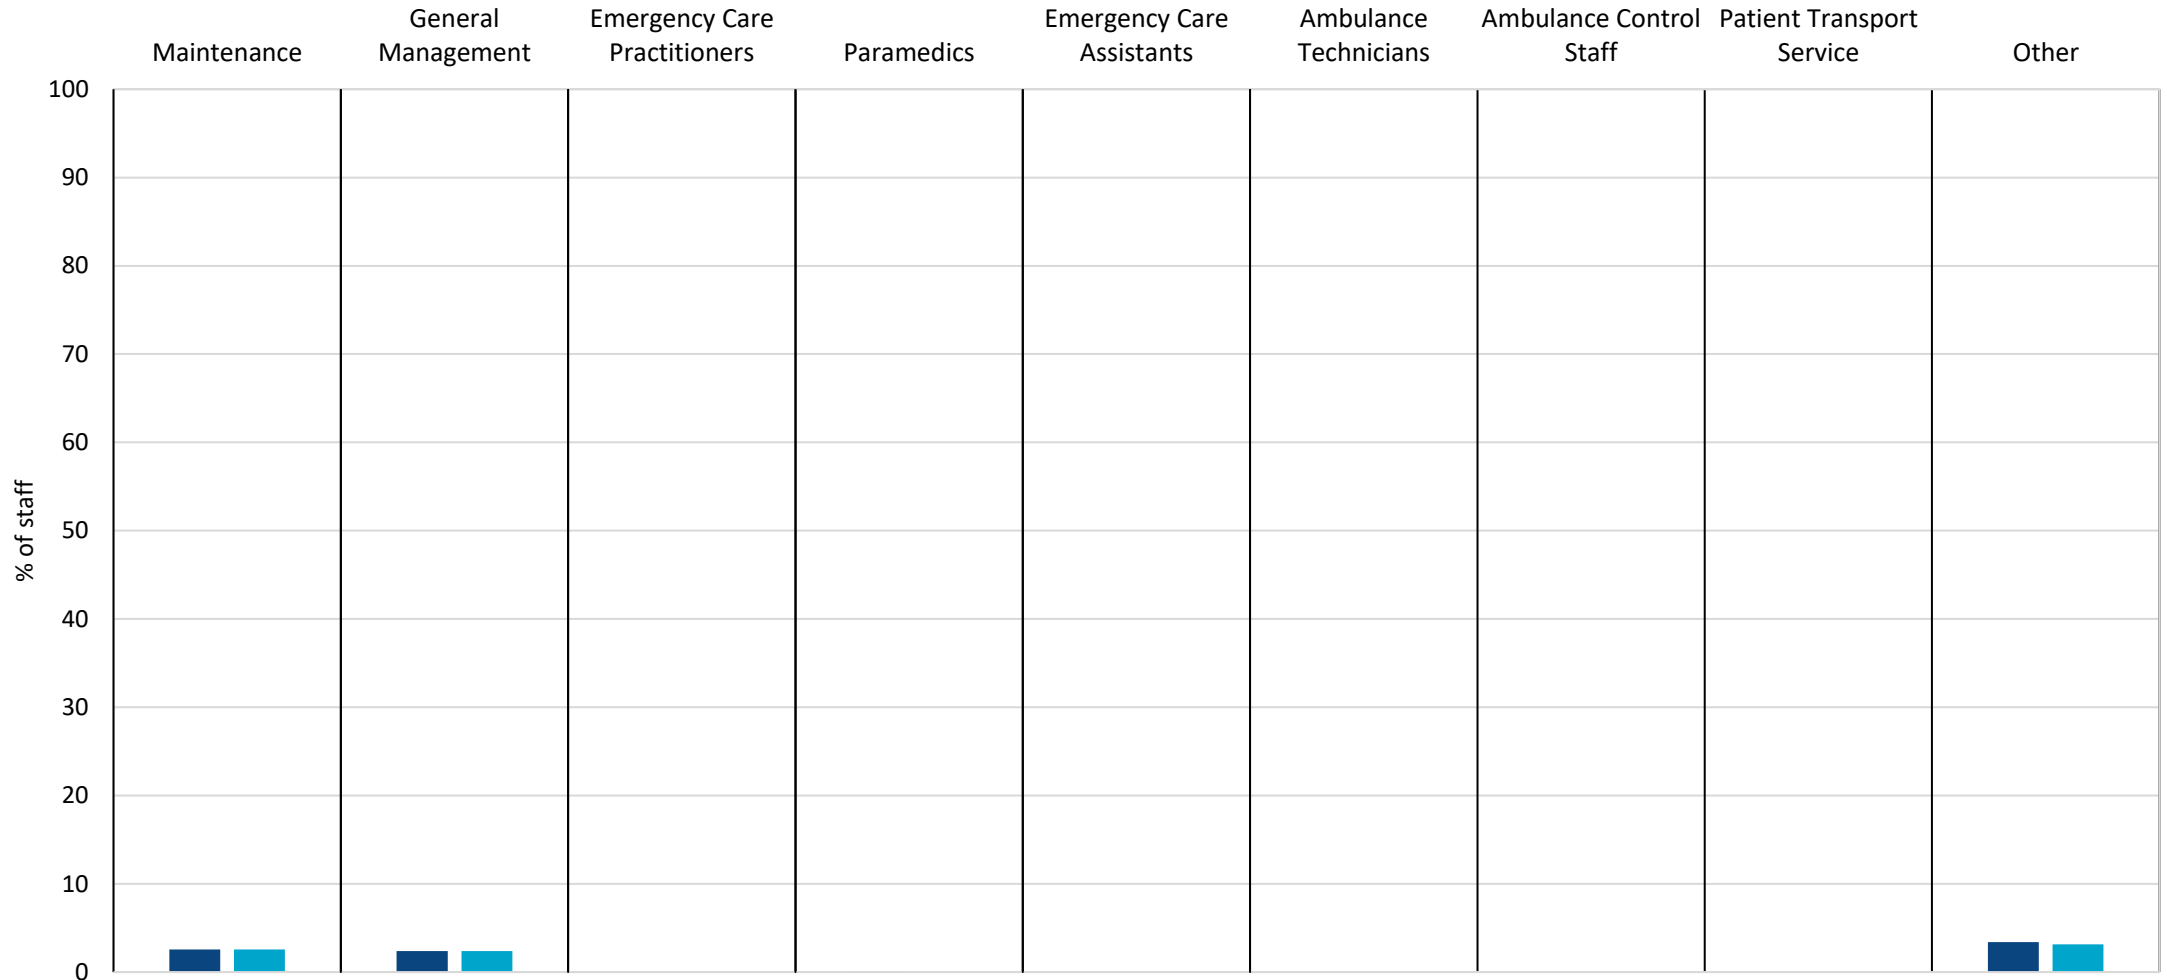 Maintenance
General
Management
Emergency Care
Practitioners
Paramedics
Emergency Care
Assistants
Ambulance
Technicians
Ambulance Control
Staff
Patient Transport
Service
Other
% of staff
100
90
80
70
60
50
40
30
20
10
0